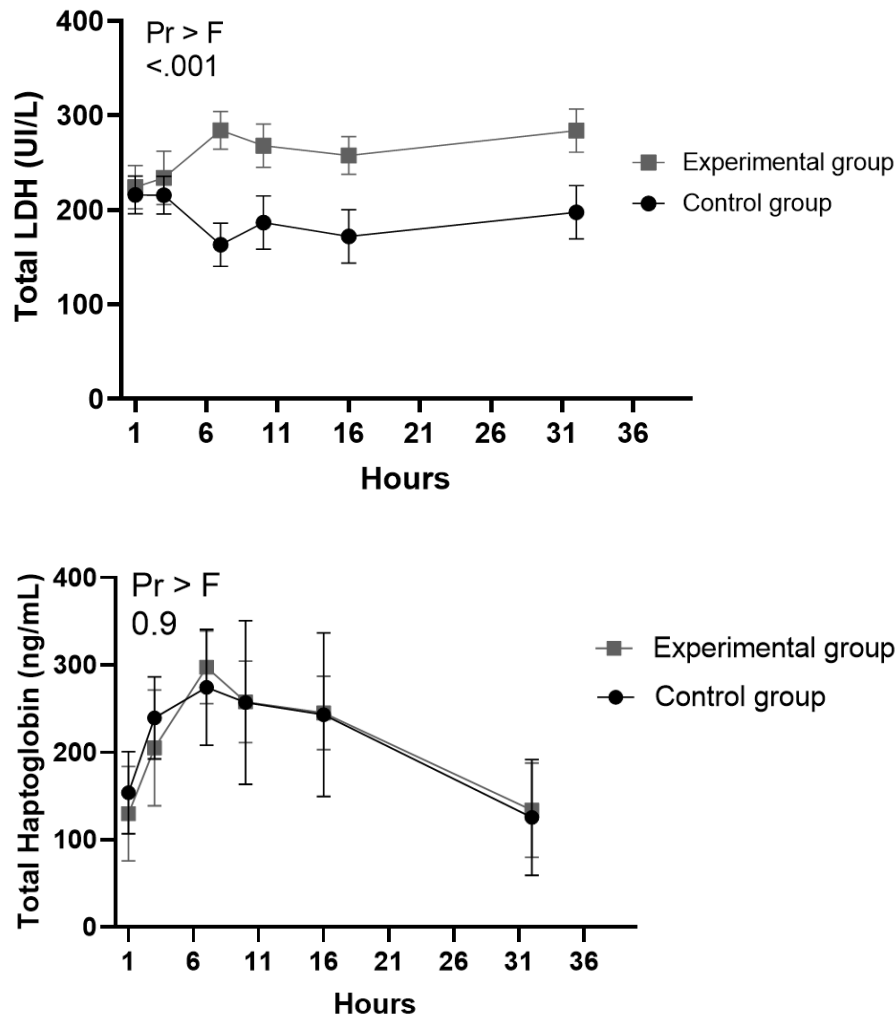 Total LDH (UI/L)
400
300
200
100
0
Pr > F
<.001
Experimental group
Control group
1 6 11 16 21 26 31 36
Hours
Total Haptoglobin (ng/mL)
400
300
200
100
0
Pr > F
0.9
Experimental group
Control group
1 6 11 16 21 26 31 36
Hours